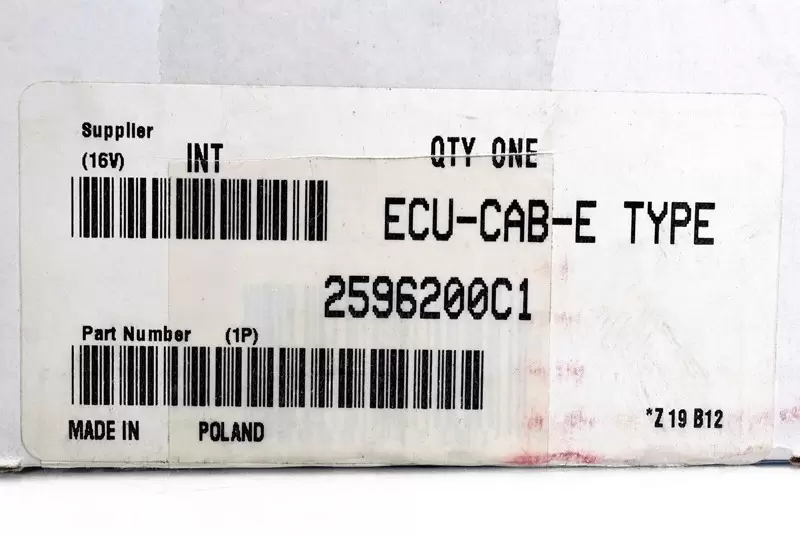 Supplier
(16V) INT QTY ONE
ECU-CAB-E TYPE
2596200C1
Part Number (1P)
MADE IN POLAND
*Z 19 B12